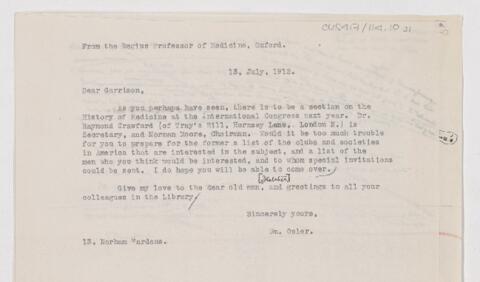 CUS417/114.10 21
From the Regius Professor of Medicine, Oxford.
13, July, 1912.
Dear Garrison,
As you perhaps have seen, there is to be a section on the
History of Medicine at the International Congress next year. Dr.
Raymond Crawford (of Tray's Hill, Hornsey Lane, London N.) is
Secretary, and Norman Moore, Chairman. Would it be too much trouble
for you to prepare for the former a list of the clubs and societies
in America that are interested in the subject, and a list of the
men who you think would be interested, and to whom special invitations
could be sent. I do hope you will be able to come over.
Give my love to the dear old man, and greetings to all your
colleagues in the Library
Sincerely yours,
Wm. Osler.
13, Norham Gardens.